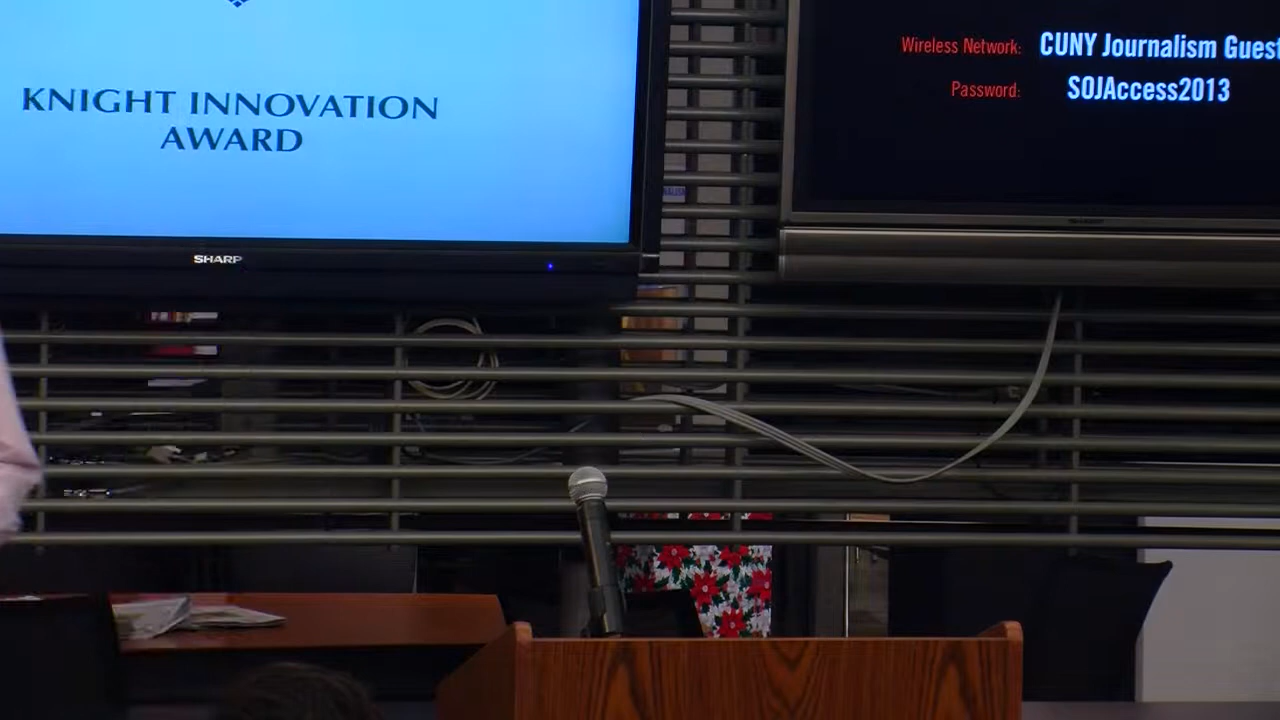 KNIGHT INNOVATION
AWARD
SHARP
Wireless Network: CUNY Journalism Guest
Password: SOJAccess2013